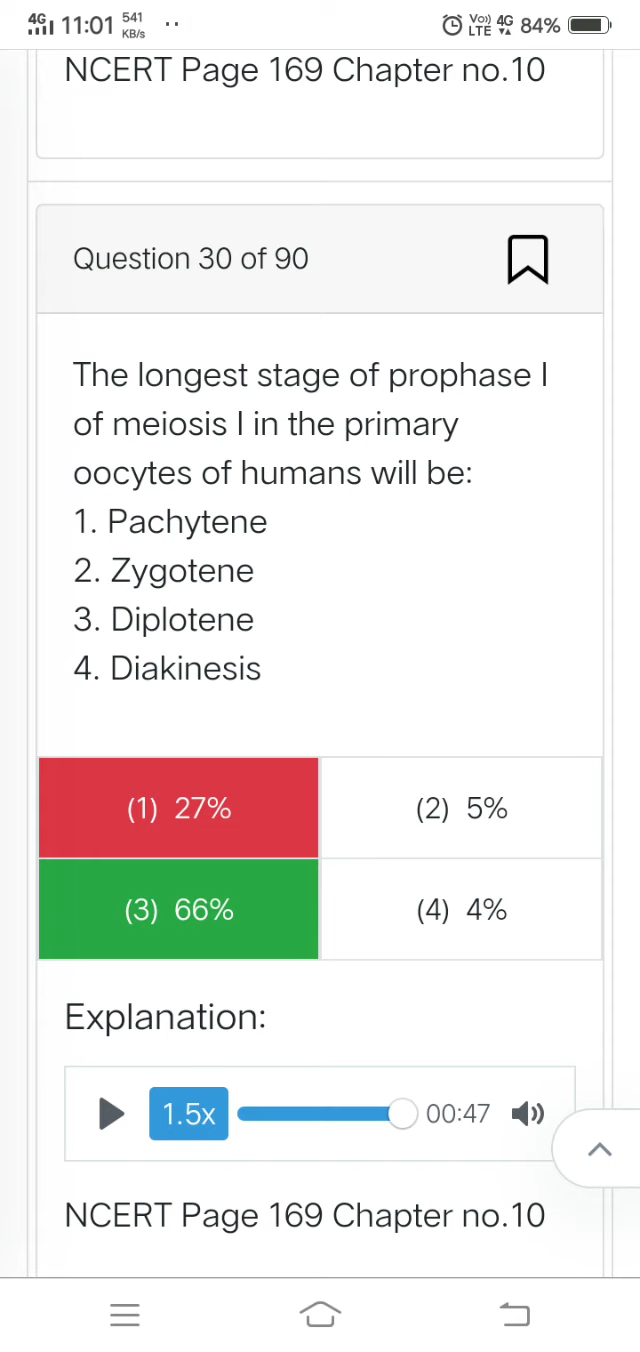 4G 11:01 541 KB/s ·· Vo)) LTE 4G 84%
NCERT Page 169 Chapter no.10
Question 30 of 90
The longest stage of prophase I
of meiosis I in the primary
oocytes of humans will be:
1. Pachytene
2. Zygotene
3. Diplotene
4. Diakinesis
(1) 27%
(2) 5%
(3) 66%
(4) 4%
Explanation:
1.5x 00:47
NCERT Page 169 Chapter no.10